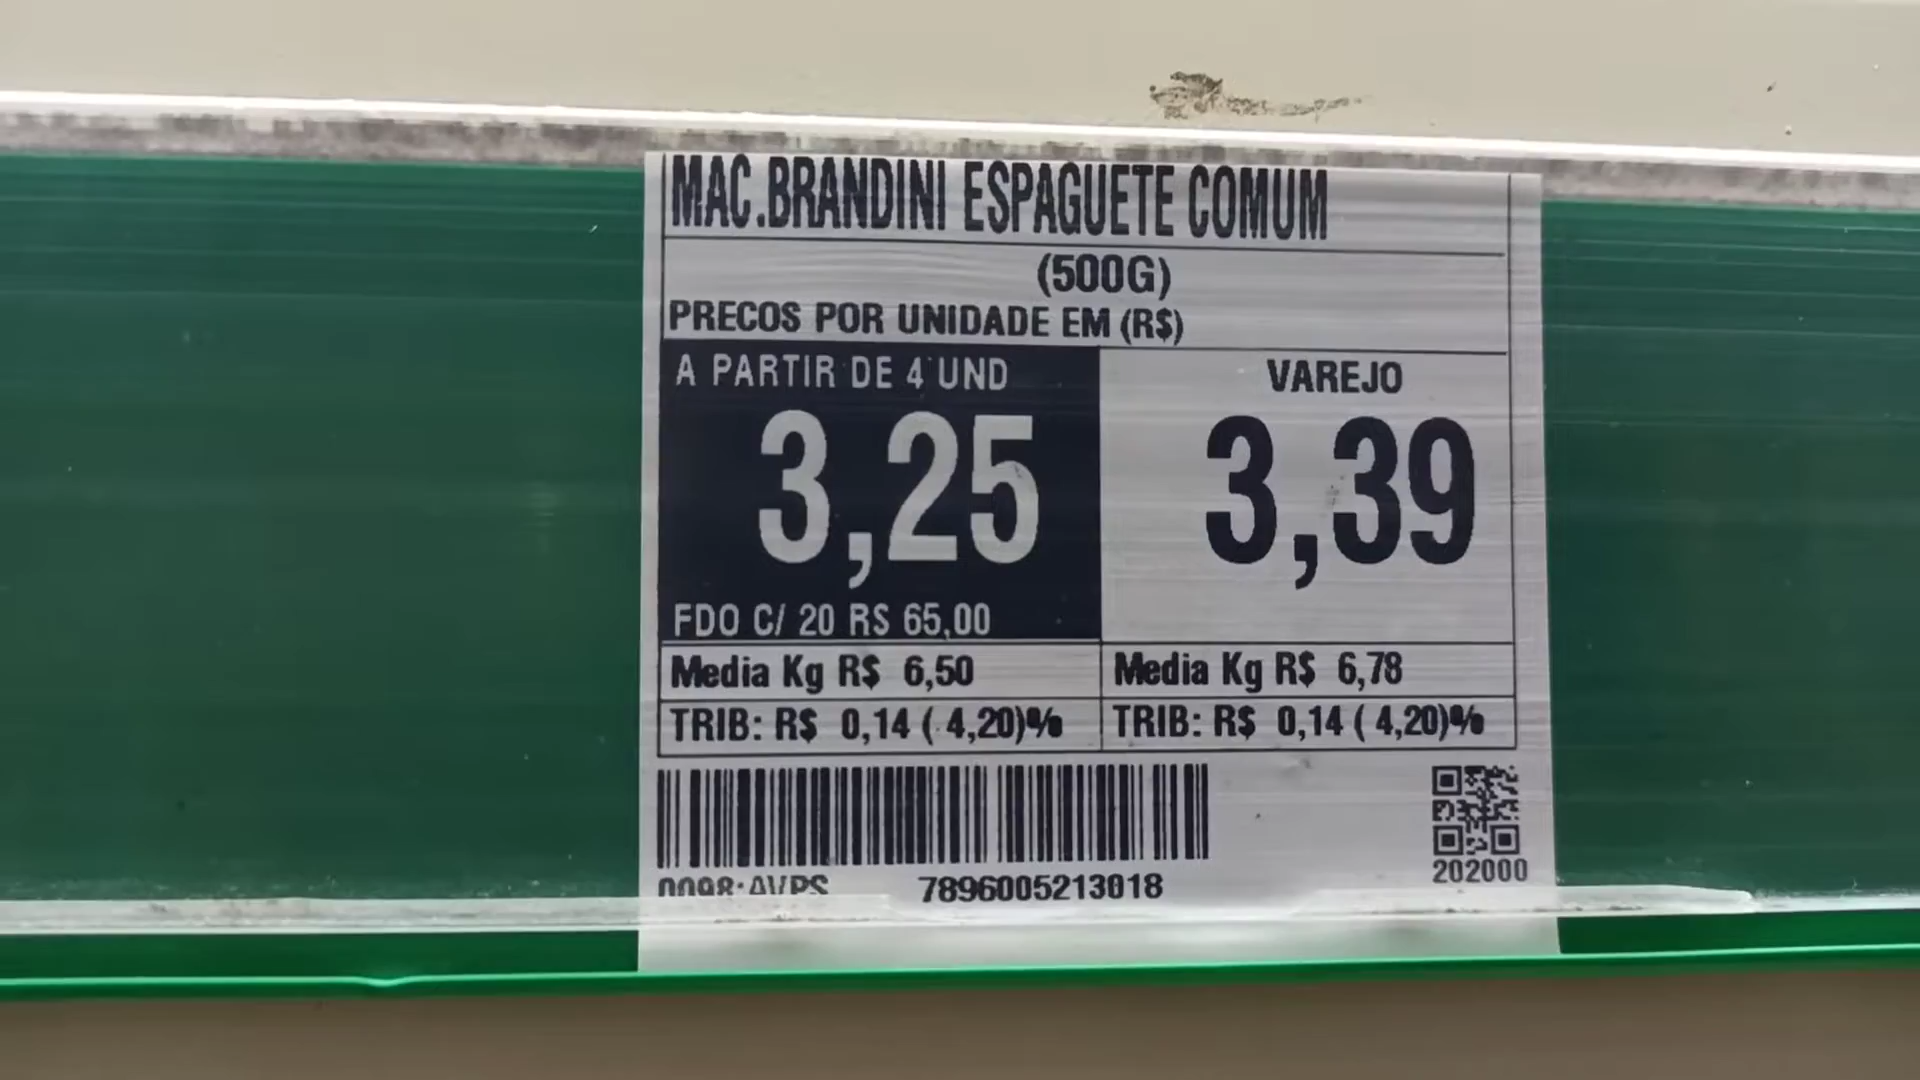 MAC.BRANDINI ESPAGUETE COMUM
(500G)
PRECOS POR UNIDADE EM (R$)
A PARTIR DE 4 UND
3,25
FDO C/ 20 RS 65,00
VAREJO
3,39
Media Kg R$ 6,50
Media Kg R$ 6,78
TRIB: R$ 0,14 ( 4,20)%
TRIB: R$ 0,14 ( 4,20)%
7896005213018
202000